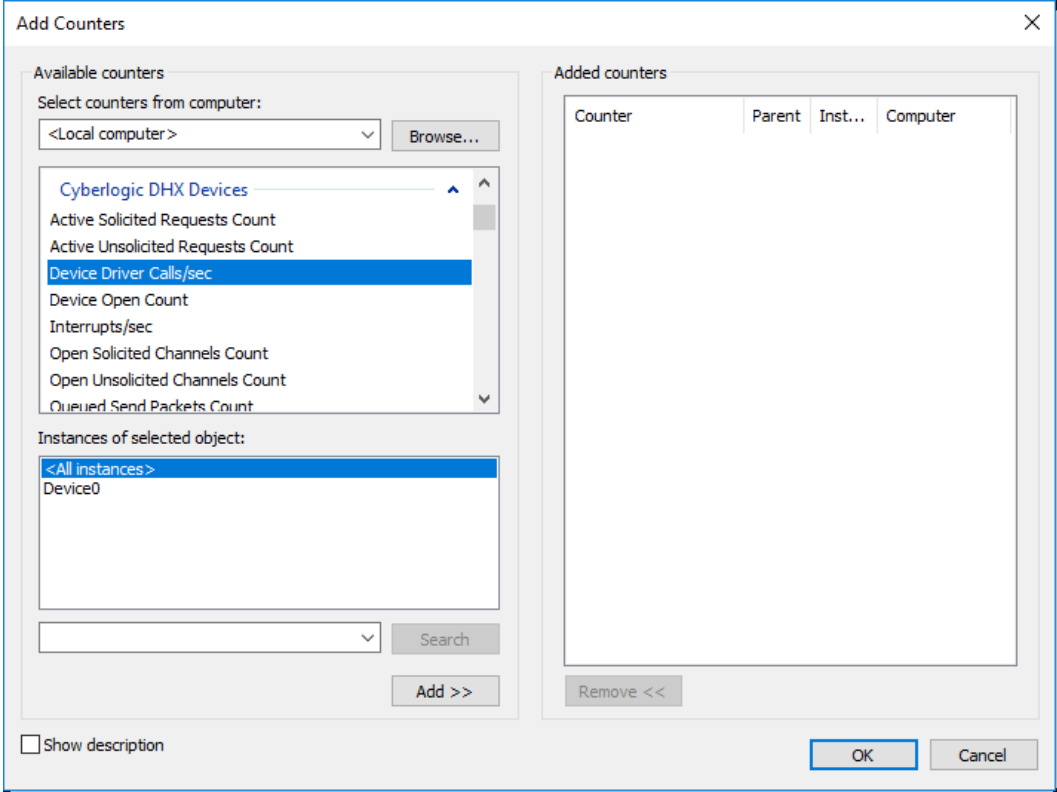 Add Counters
Available counters
Select counters from computer:
<Local computer>
Browse...
Cyberlogic DHX Devices
Active Solicited Requests Count
Active Unsolicited Requests Count
Device Driver Calls/sec
Device Open Count
Interrupts/sec
Open Solicited Channels Count
Open Unsolicited Channels Count
Queued Send Packets Count
Instances of selected object:
<All instances>
Device0
Search
Add >>
Show description
Added counters
Counter Parent Inst... Computer
Remove <<
OK Cancel